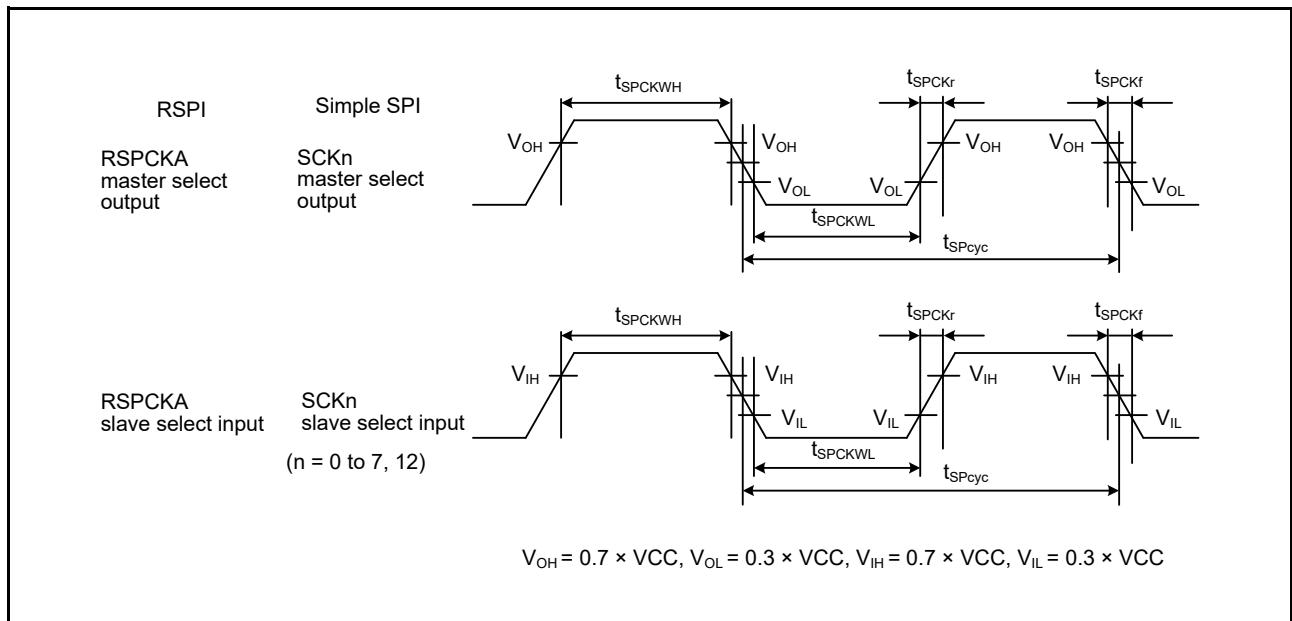 RSPI
Simple SPI
RSPCKA
master select
output
SCKn
master select
output
tSPCKWH
tSPCKr
tSPCKf
VOH
VOH
VOH
VOH
VOL
VOL
VOL
tSPCKWL
tSPcyc
RSPCKA
slave select input
SCKn
slave select input
(n = 0 to 7, 12)
tSPCKWH
tSPCKr
tSPCKf
VIH
VIH
VIH
VIH
VIL
VIL
VIL
tSPCKWL
tSPcyc
VOH = 0.7 × VCC, VOL = 0.3 × VCC, VIH = 0.7 × VCC, VIL = 0.3 × VCC